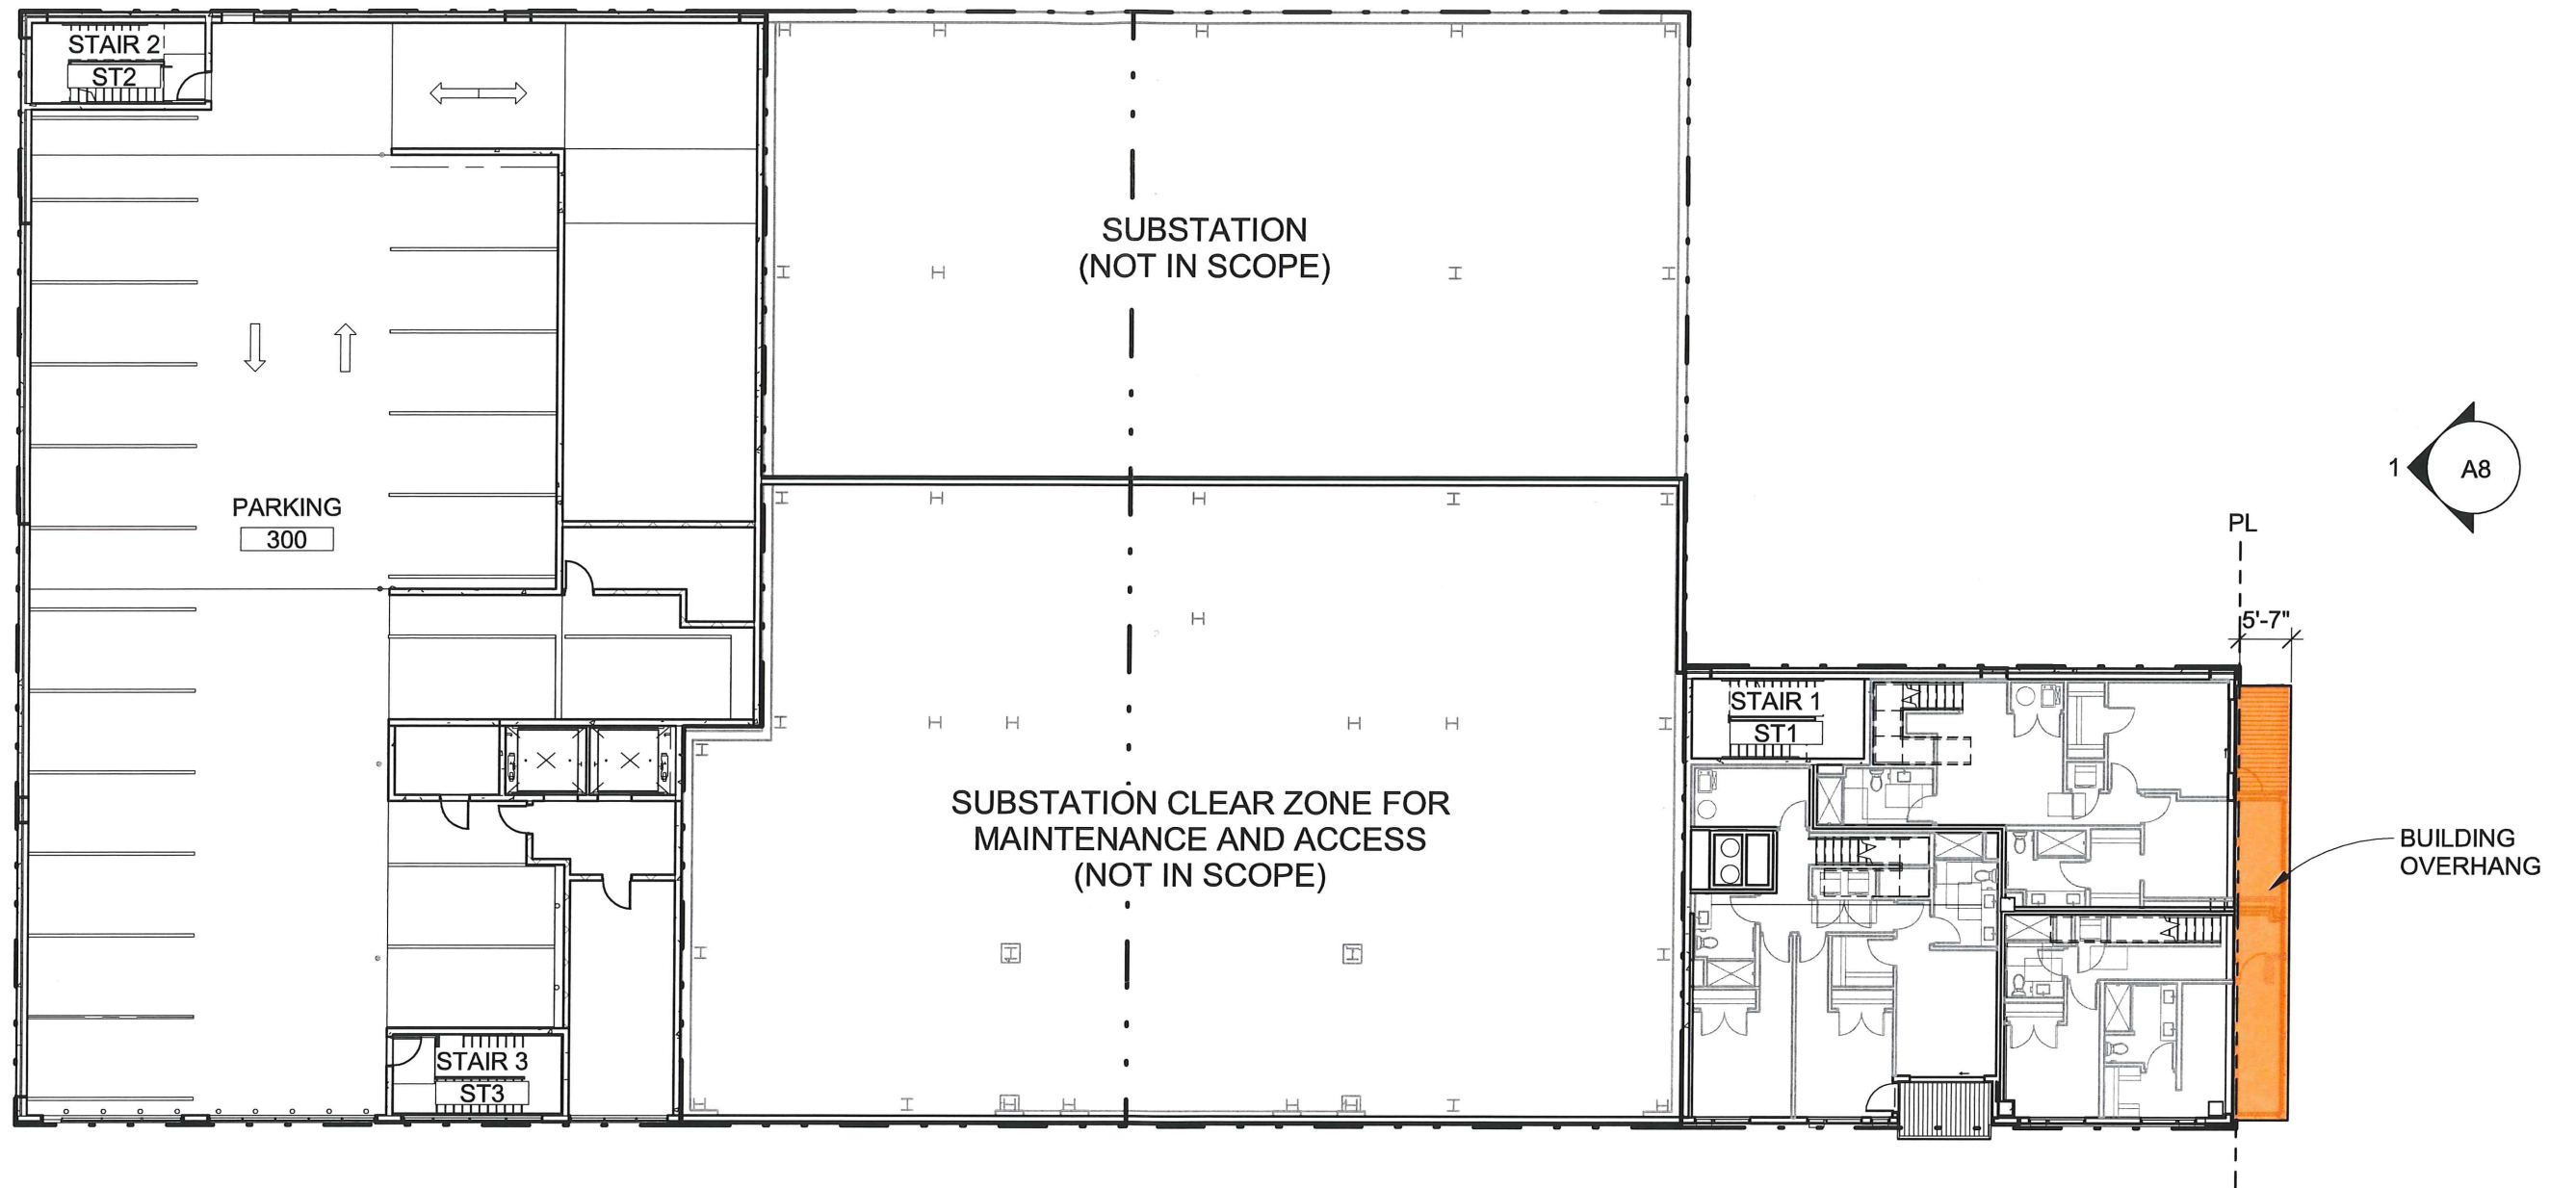 STAIR 2
ST2
SUBSTATION
(NOT IN SCOPE)
PARKING
300
1
A8
PL
5'-7"
STAIR 1
ST1
SUBSTATION CLEAR ZONE FOR
MAINTENANCE AND ACCESS
(NOT IN SCOPE)
BUILDING
OVERHANG
STAIR 3
ST3